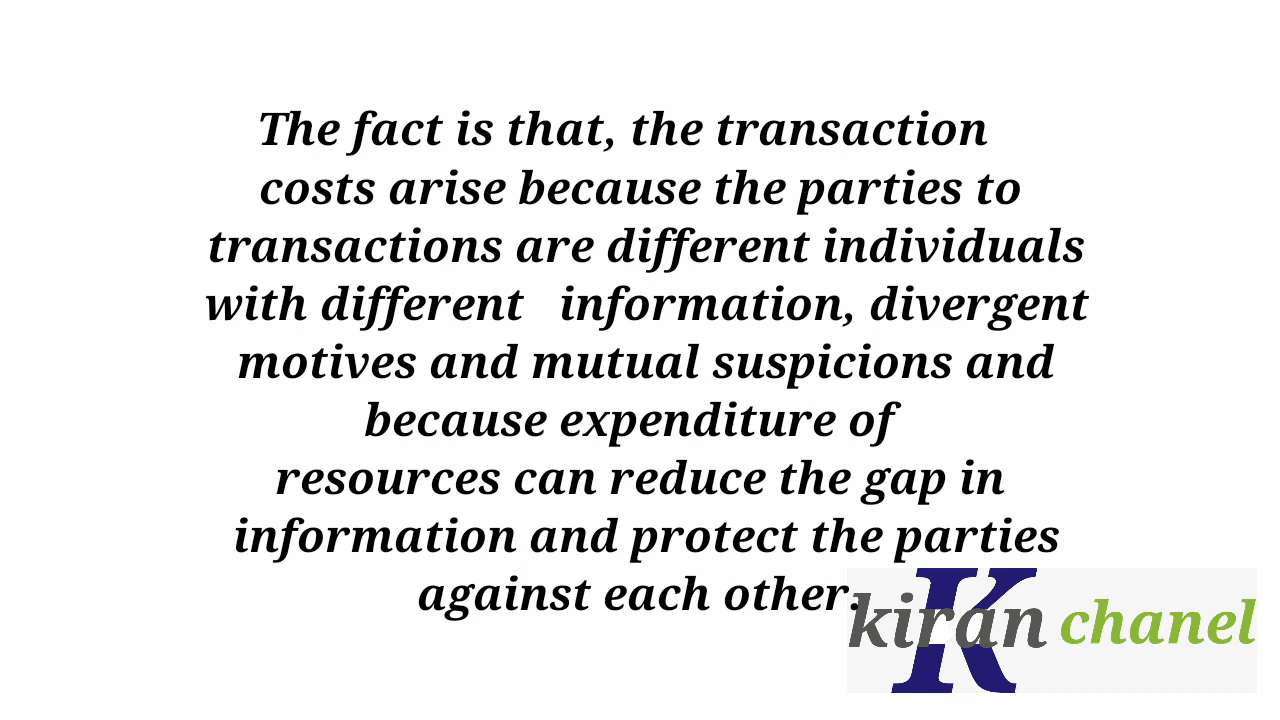 The fact is that, the transaction
costs arise because the parties to
transactions are different individuals
with different information, divergent
motives and mutual suspicions and
because expenditure of
resources can reduce the gap in
information and protect the parties
against each other.
K
kiran chanel